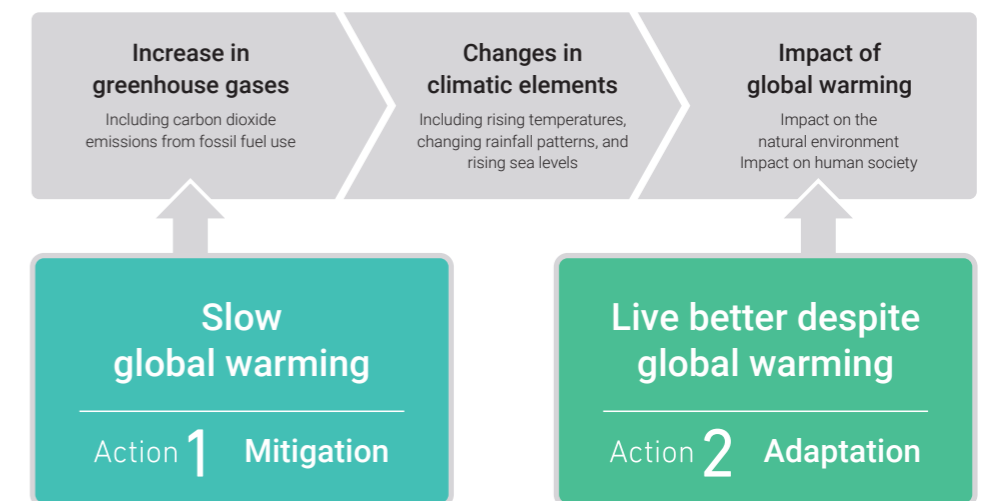 Increase in
greenhouse gases
Including carbon dioxide
emissions from fossil fuel use
Changes in
climatic elements
Including rising temperatures,
changing rainfall patterns, and
rising sea levels
Impact of
global warming
Impact on the
natural environment
Impact on human society
Slow
global warming
Action 1 Mitigation
Live better despite
global warming
Action 2 Adaptation